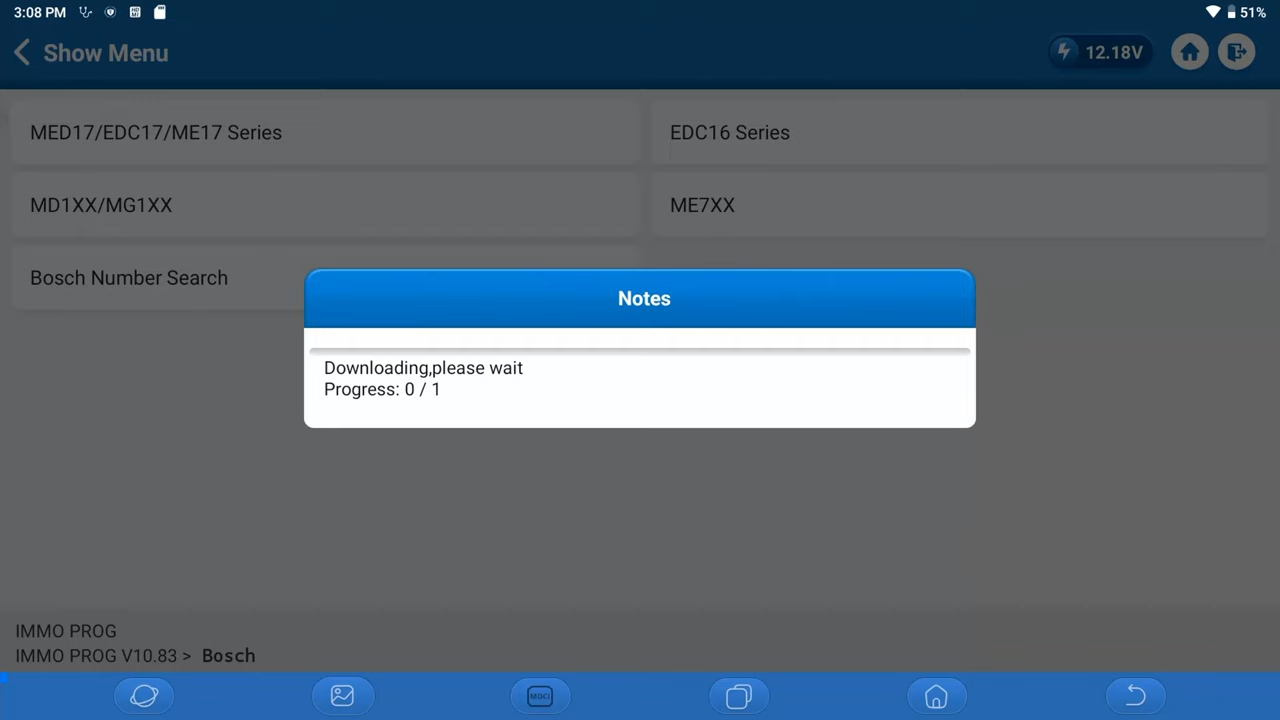 3:08 PM
51%
Show Menu
12.18V
MED17/EDC17/ME17 Series
EDC16 Series
MD1XX/MG1XX
ME7XX
Bosch Number Search
Notes
Downloading,please wait
Progress: 0 / 1
IMMO PROG
IMMO PROG V10.83 > Bosch